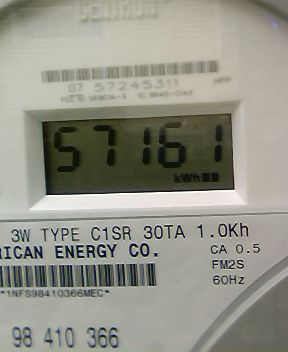 CENTRON
07 57245311
57161
kWh
3W TYPE C1SR 30TA 1.0Kh
RICAN ENERGY CO.
CA 0.5
FM2S
60Hz
*1NFS98410366MEC*
98 410 366